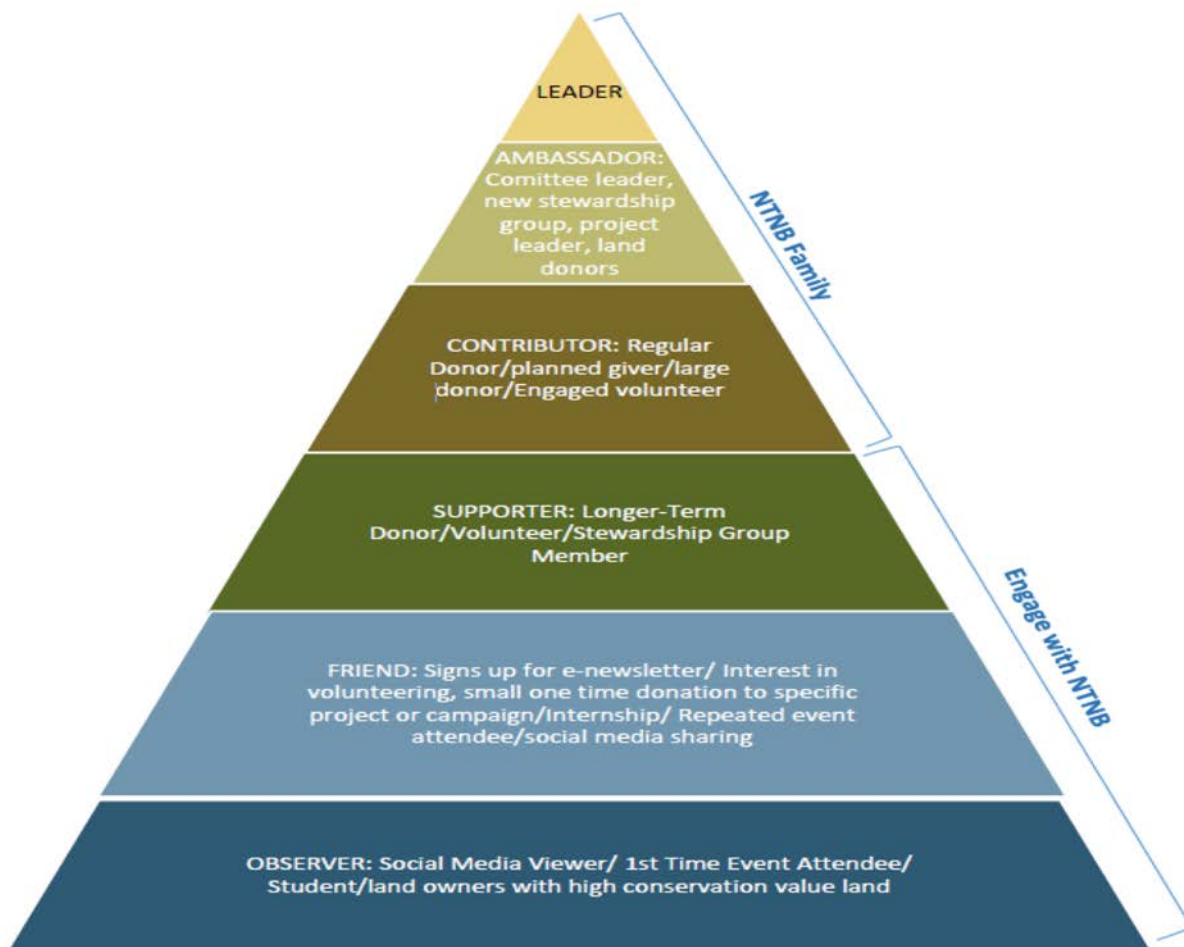 LEADER
AMBASSADOR:
Comittee leader,
new stewardship
group, project
leader, land
donors
NTNB Family
CONTRIBUTOR: Regular
Donor/planned giver/large
donor/Engaged volunteer
SUPPORTER: Longer-Term
Donor/Volunteer/Stewardship Group
Member
Engage with NTNB
FRIEND: Signs up for e-newsletter/ Interest in
volunteering, small one time donation to specific
project or campaign/Internship/ Repeated event
attendee/social media sharing
OBSERVER: Social Media Viewer/ 1st Time Event Attendee/
Student/land owners with high conservation value land